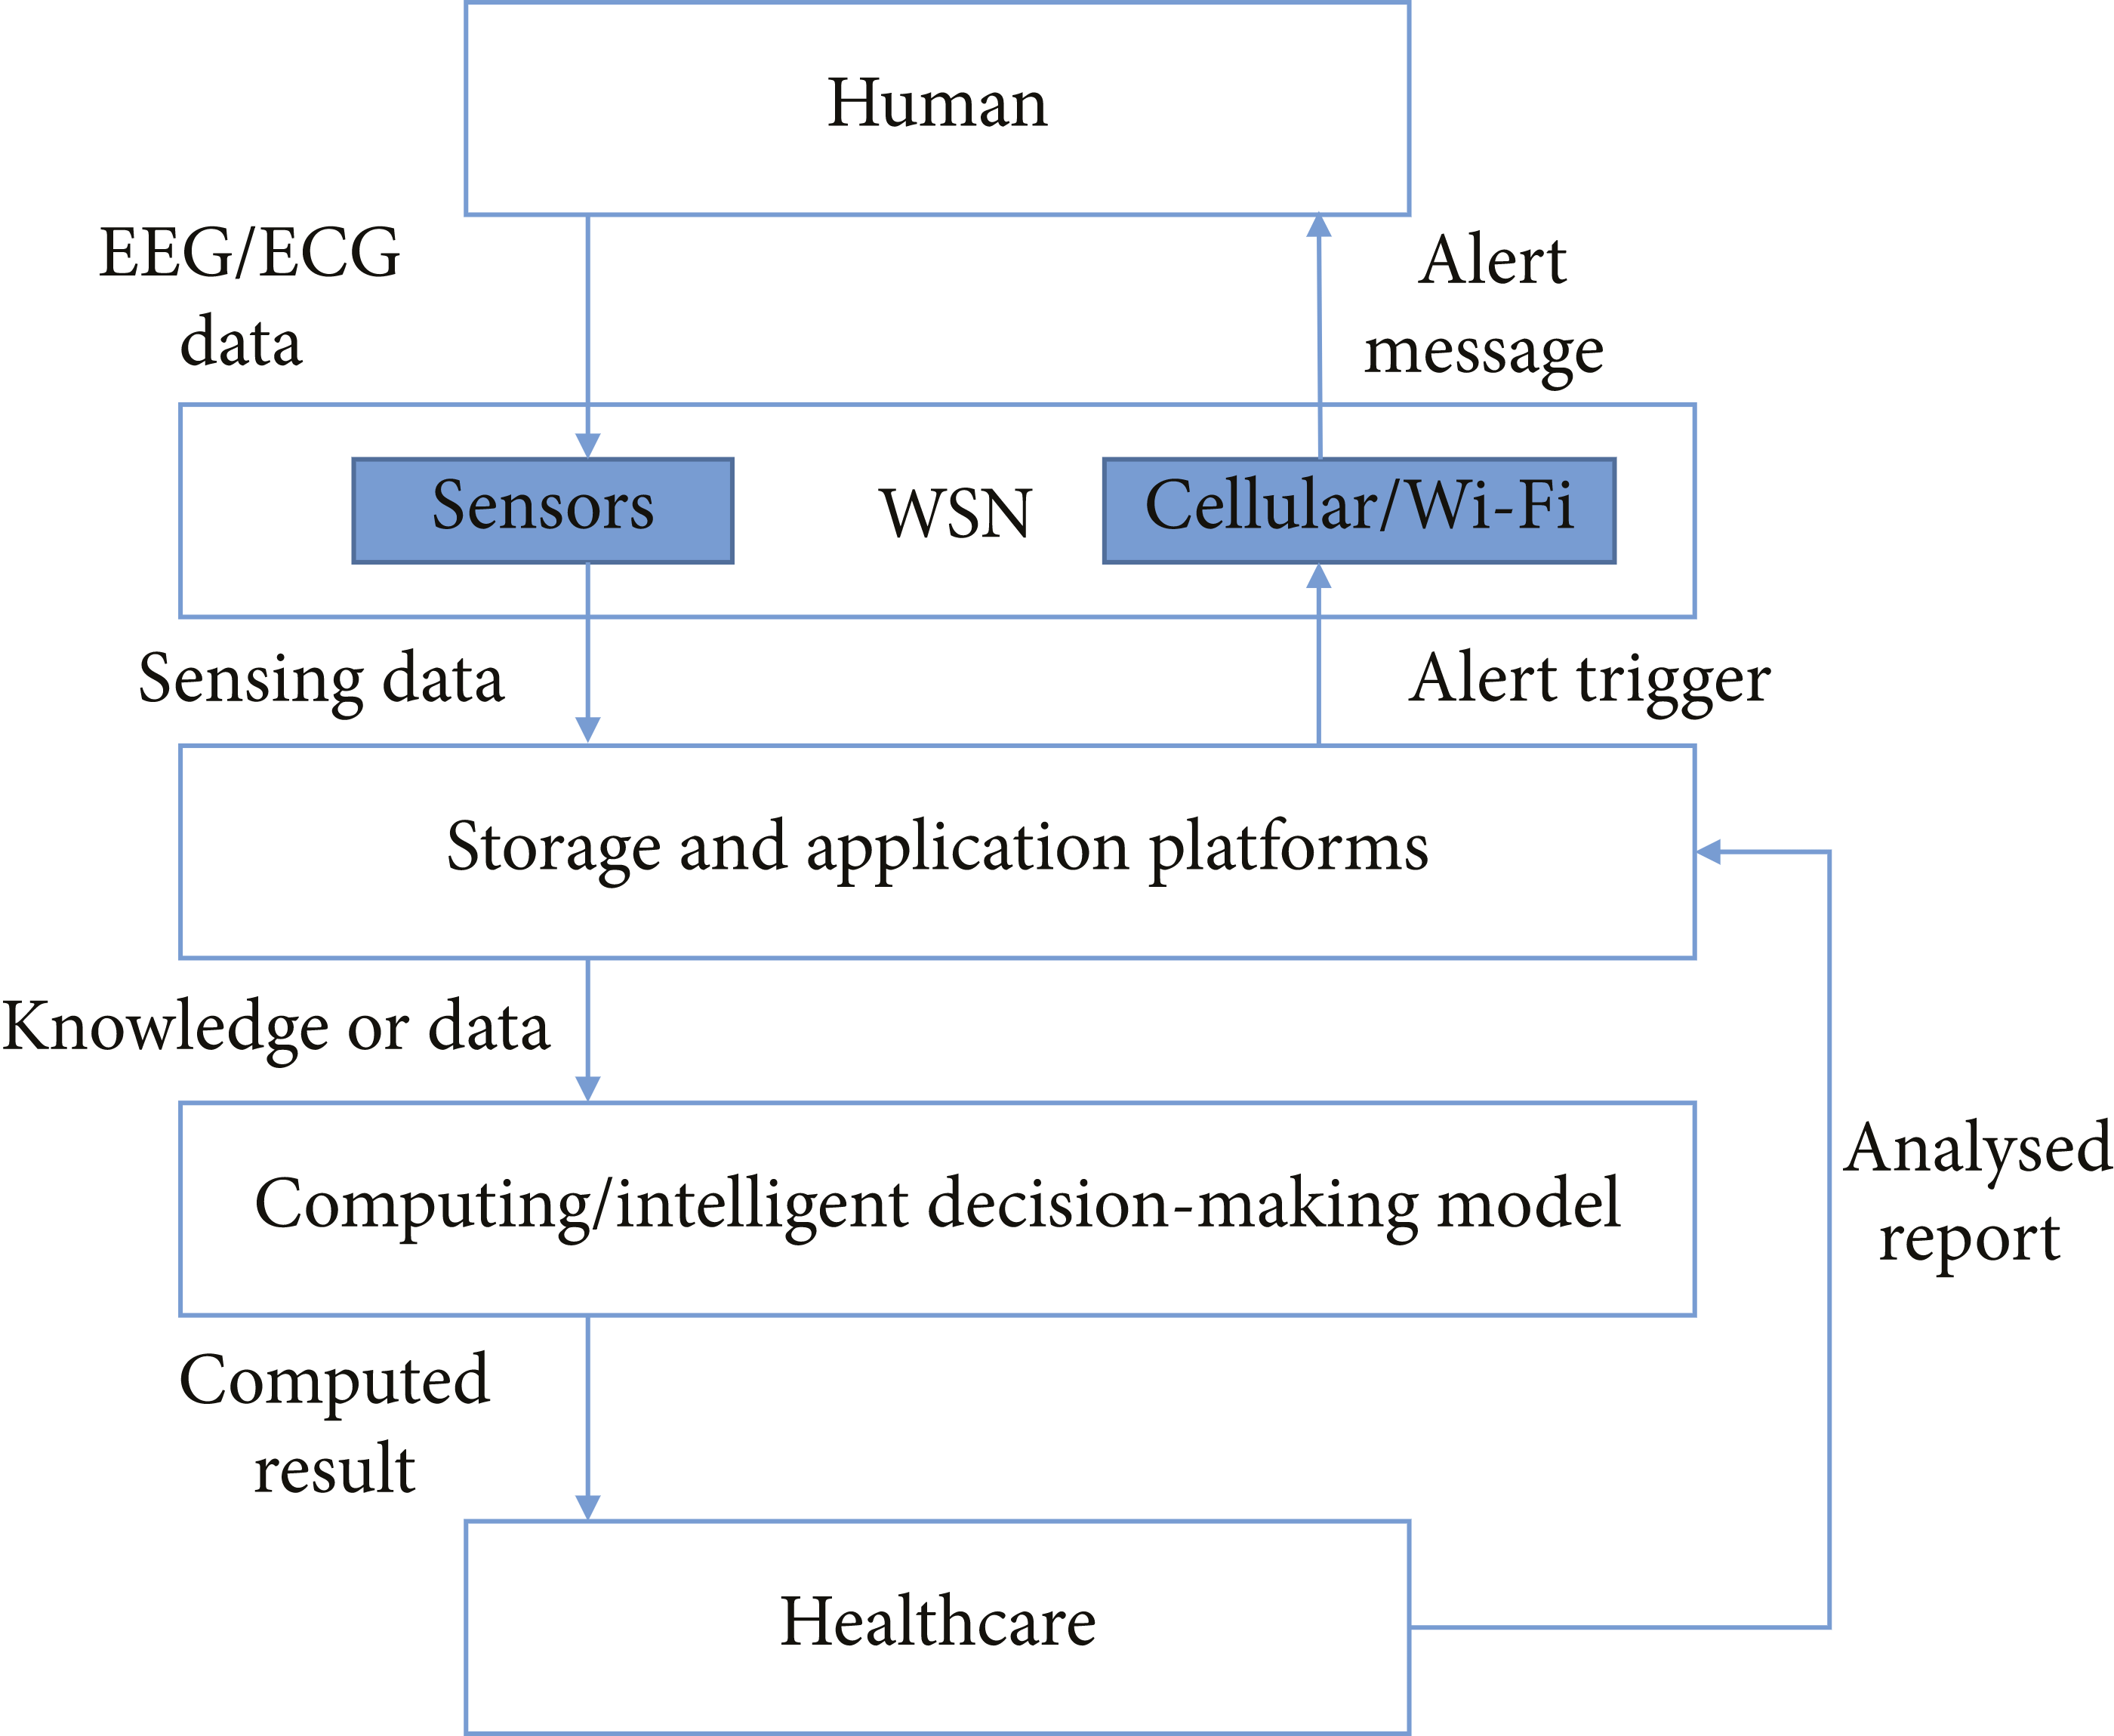 Human
EEG/ECG
data
Alert
message
Sensors
WSN
Cellular/Wi-Fi
Sensing data
Alert trigger
Storage and application platforms
Knowledge or data
Computing/intelligent decision-making model
Analysed
report
Computed
result
Healthcare